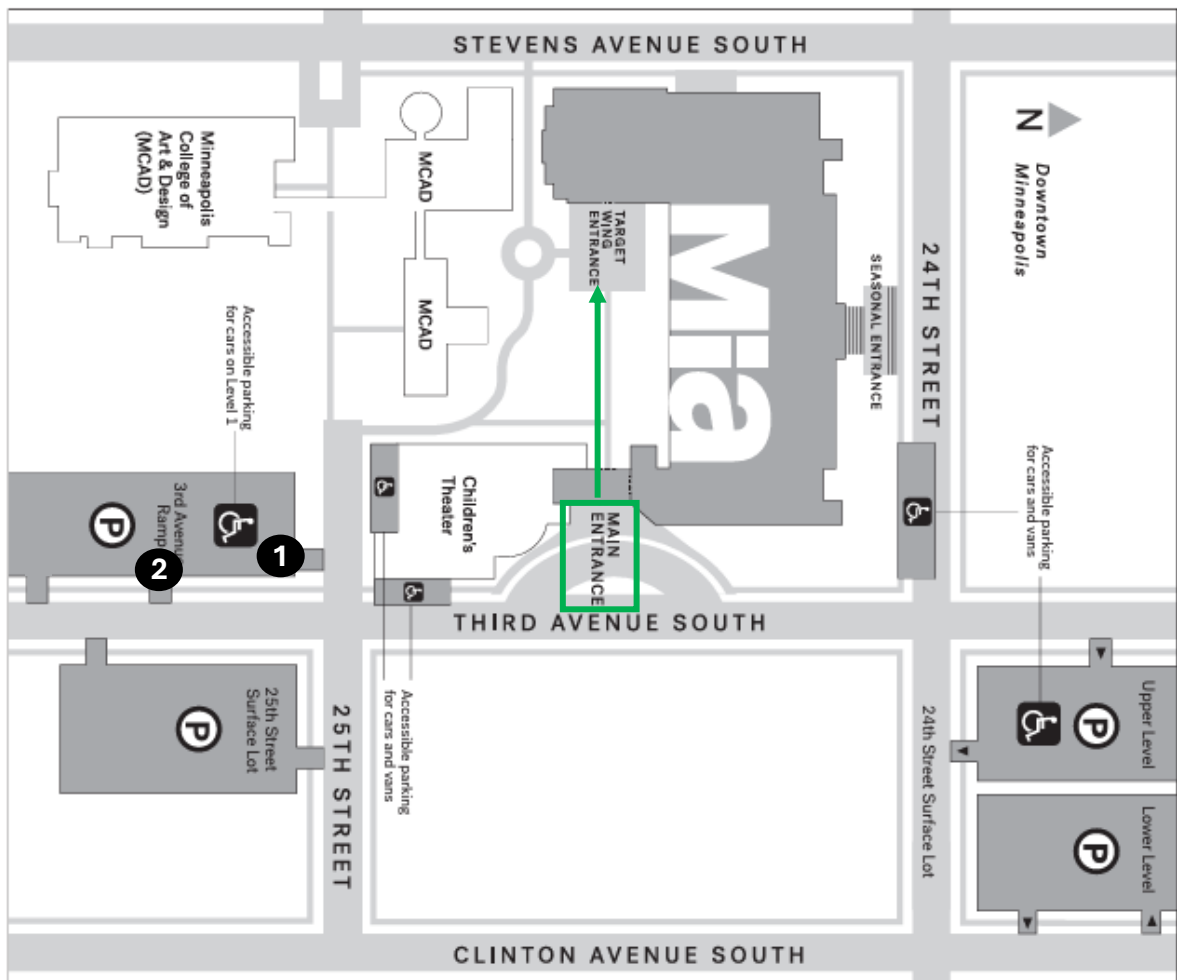 STEVENS AVENUE SOUTH
Minneapolis
College of
Art & Design
(MCAD)
MCAD
MCAD
TARGET
WING
ENTRANCE
Mia
SEASONAL ENTRANCE
24TH STREET
N
Downtown
Minneapolis
Accessible parking
for cars on Level 1
3rd Avenue
Ramp
P
1
2
Children's
Theater
MAIN
ENTRANCE
Accessible parking
for cars and vans
THIRD AVENUE SOUTH
25th Street
Surface Lot
P
25TH STREET
Accessible parking
for cars and vans
24th Street Surface Lot
Upper Level
P
Lower Level
P
CLINTON AVENUE SOUTH